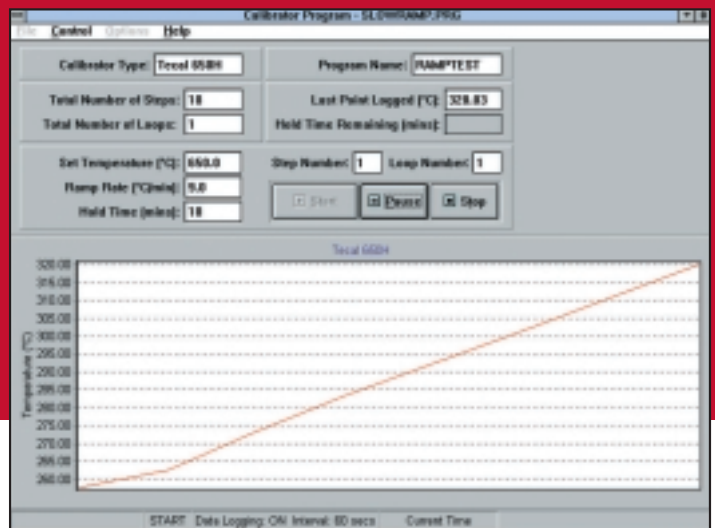 Calibrator Program - SLOWRAMP.PRG
File Control Options Help
Calibrator Type: Tecal 650H
Program Name: RAMPTEST
Total Number of Steps: 10
Total Number of Loops: 1
Last Point Logged (°C): 320.03
Hold Time Remaining (mins):
Set Temperature (°C): 650.0
Ramp Rate (°C/min): 9.0
Hold Time (mins): 10
Step Number: 1 Loop Number: 1
Start Pause Stop
Tecal 650H
Temperature (°C)
320.00
315.00
310.00
305.00
300.00
295.00
290.00
285.00
280.00
275.00
270.00
265.00
260.00
START Data Logging: ON Interval: 60 secs Current Time